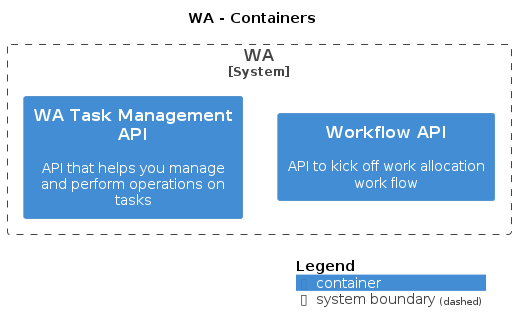 WA - Containers
WA
[System]
WA Task Management
API
API that helps you manage
and perform operations on
tasks
Workflow API
API to kick off work allocation
work flow
Legend
container
system boundary (dashed)